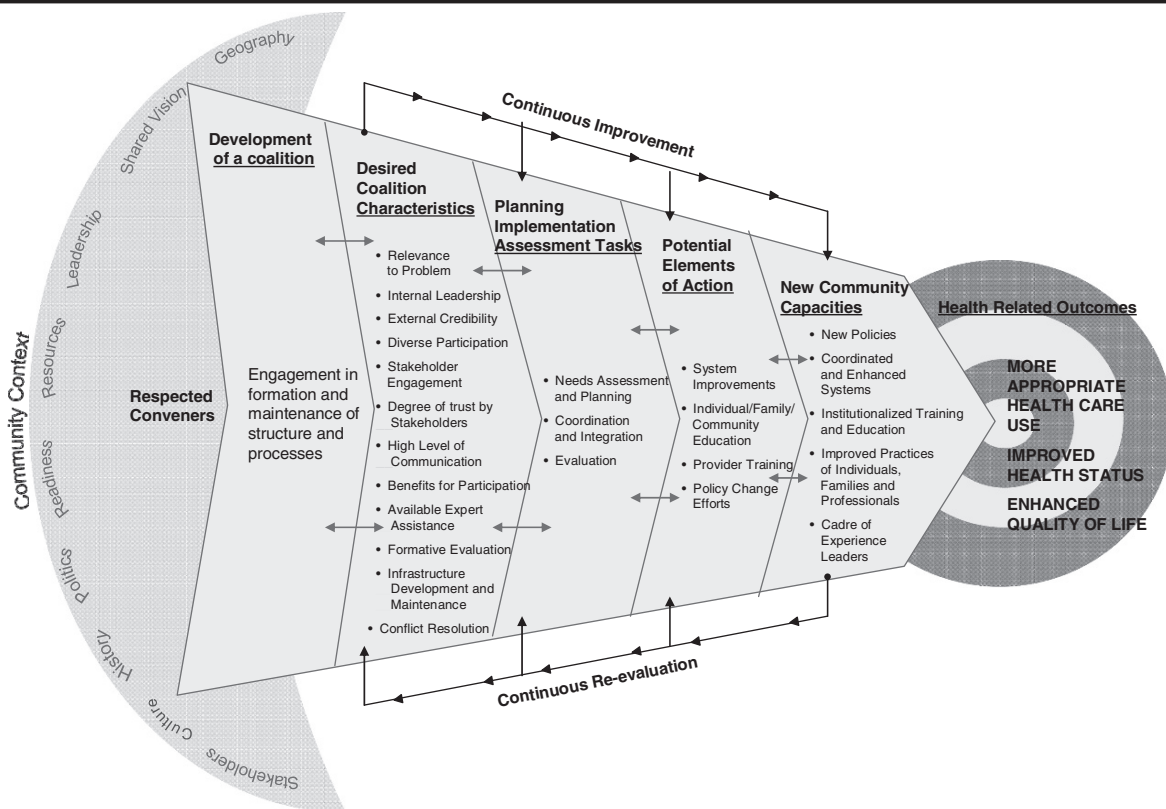 Community Context
Geography
Shared Vision
Leadership
Resources
Readiness
Politics
History
Culture
Stakeholders
Respected
Conveners
Development
of a coalition
Engagement in
formation and
maintenance of
structure and
processes
Continuous Improvement
Desired
Coalition
Characteristics
• Relevance
to Problem
• Internal Leadership
• External Credibility
• Diverse Participation
• Stakeholder
Engagement
• Degree of trust by
Stakeholders
• High Level of
Communication
• Benefits for Participation
• Available Expert
Assistance
• Formative Evaluation
• Infrastructure
Development and
Maintenance
• Conflict Resolution
Planning
Implementation
Assessment Tasks
• Needs Assessment
and Planning
• Coordination
and Integration
• Evaluation
Potential
Elements
of Action
• System
Improvements
• Individual/Family/
Community
Education
• Provider Training
• Policy Change
Efforts
New Community
Capacities
• New Policies
• Coordinated
and Enhanced
Systems
• Institutionalized Training
and Education
• Improved Practices
of Individuals,
Families and
Professionals
• Cadre of
Experience
Leaders
Continuous Re-evaluation
Health Related Outcomes
MORE
APPROPRIATE
HEALTH CARE
USE
IMPROVED
HEALTH STATUS
ENHANCED
QUALITY OF LIFE